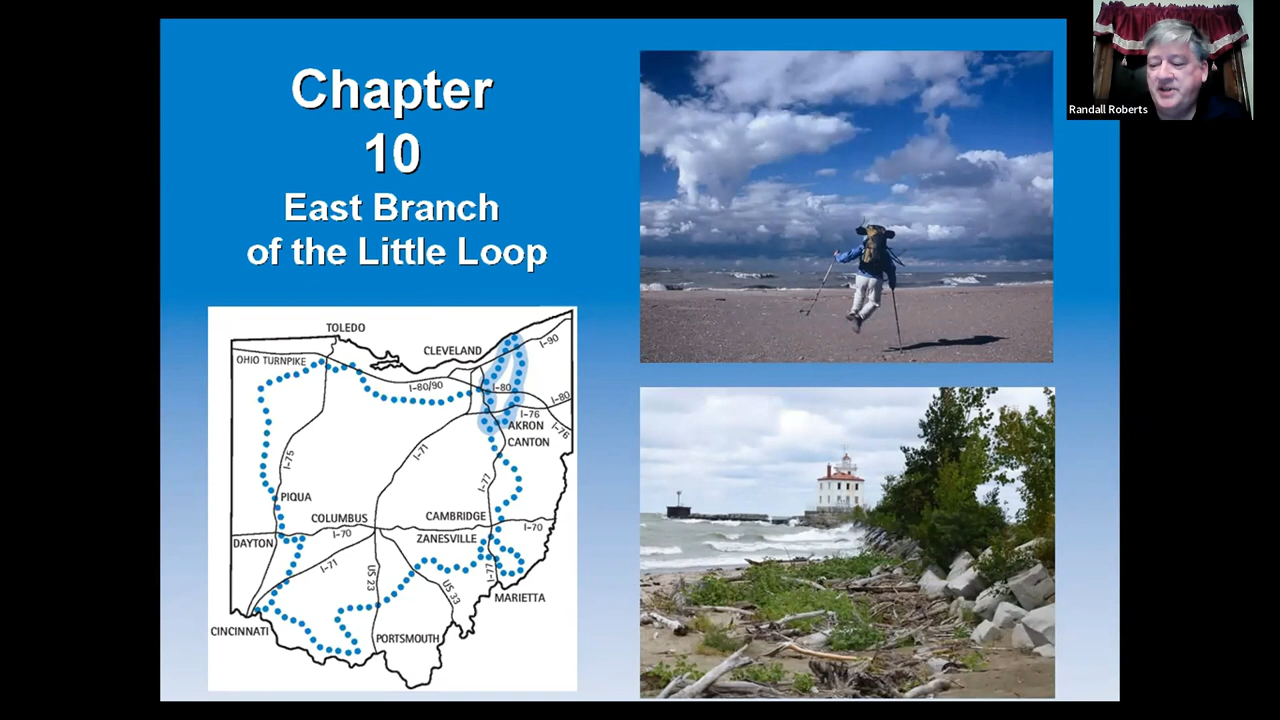 Chapter
10
East Branch
of the Little Loop
Randall Roberts
TOLEDO
OHIO TURNPIKE
CLEVELAND
I-90
I-80/90
I-80
I-80
I-76
I-76
AKRON
CANTON
I-71
I-75
I-77
PIQUA
COLUMBUS
CAMBRIDGE
I-70
I-70
DAYTON
ZANESVILLE
I-71
US 23
US 33
I-77
MARIETTA
CINCINNATI
PORTSMOUTH